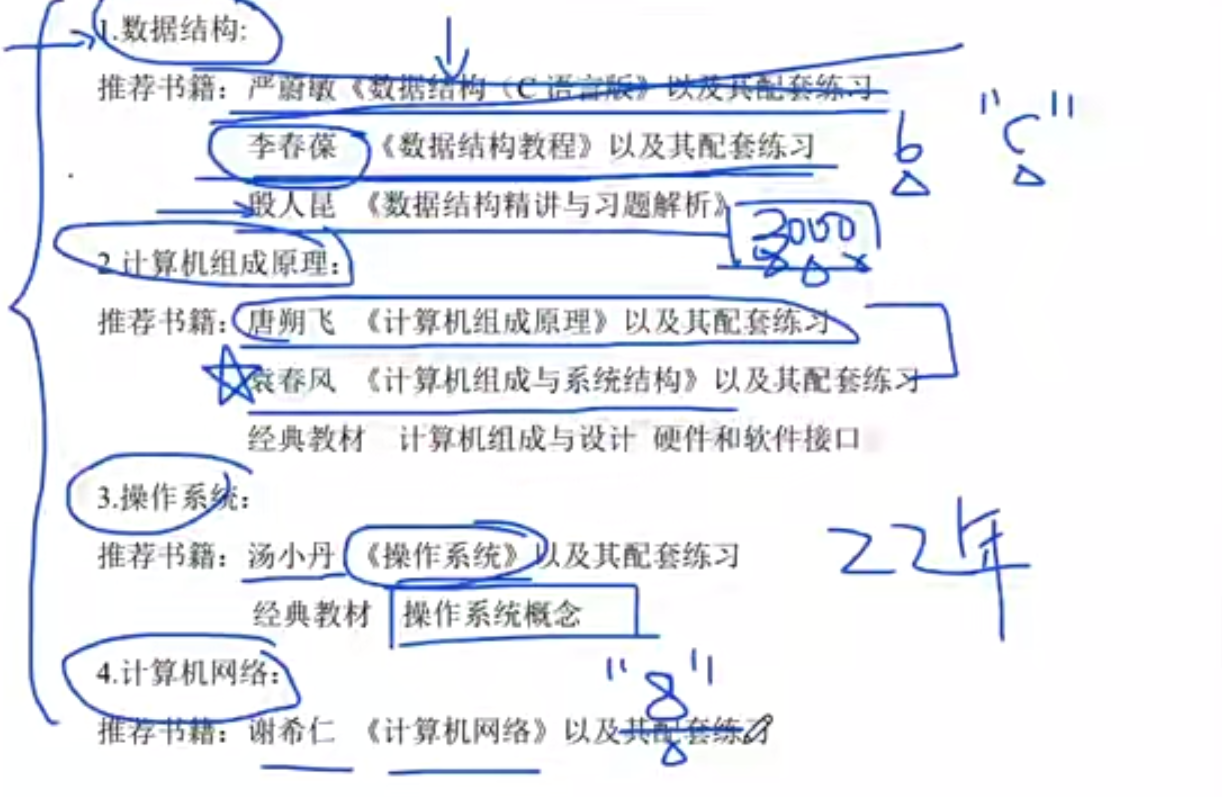 1.数据结构:
推荐书籍：严蔚敏《数据结构（C 语言版》以及其配套练习
李春葆 《数据结构教程》以及其配套练习 b "C"
殷人昆 《数据结构精讲与习题解析》 3000
2.计算机组成原理：
推荐书籍：唐朔飞 《计算机组成原理》以及其配套练习
袁春风 《计算机组成与系统结构》以及其配套练习
经典教材 计算机组成与设计 硬件和软件接口
3.操作系统：
推荐书籍：汤小丹 《操作系统》以及其配套练习 22年
经典教材 操作系统概念
4.计算机网络： "8"
推荐书籍：谢希仁 《计算机网络》以及其配套练习